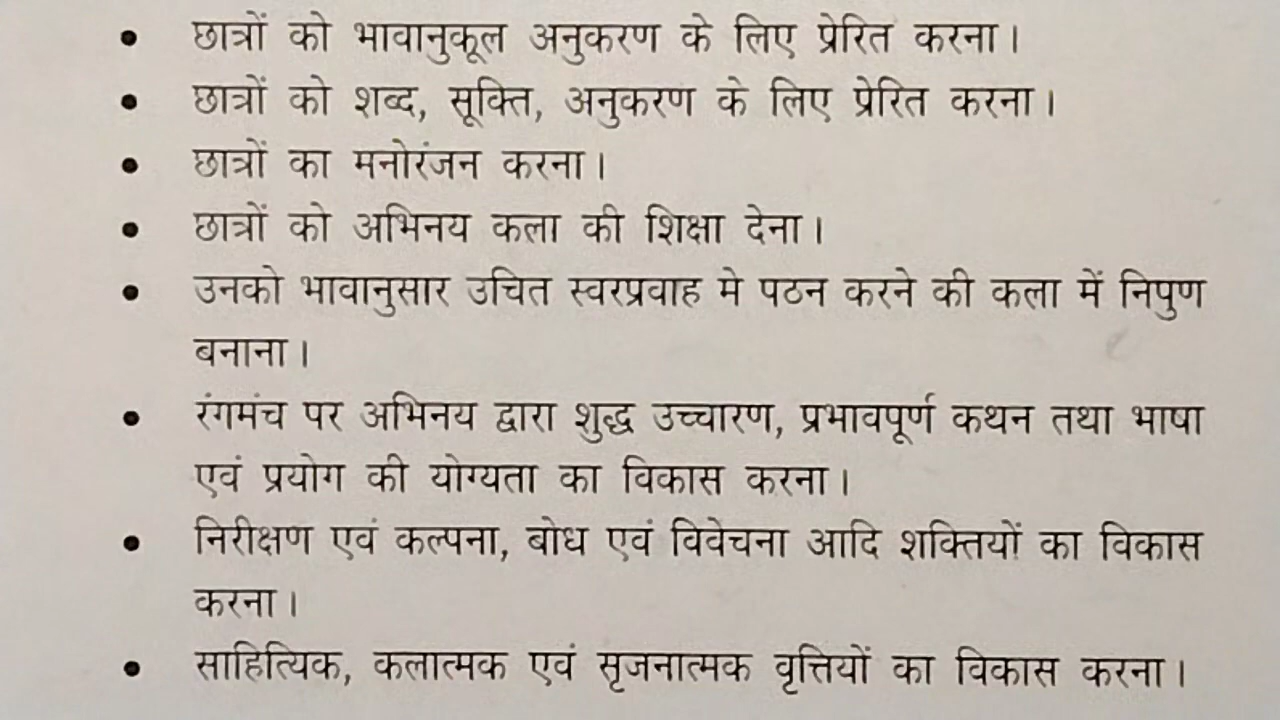 • छात्रों को भावानुकूल अनुकरण के लिए प्रेरित करना।
• छात्रों को शब्द, सूक्ति, अनुकरण के लिए प्रेरित करना।
• छात्रों का मनोरंजन करना।
• छात्रों को अभिनय कला की शिक्षा देना।
• उनको भावानुसार उचित स्वरप्रवाह मे पठन करने की कला में निपुण
बनाना।
• रंगमंच पर अभिनय द्वारा शुद्ध उच्चारण, प्रभावपूर्ण कथन तथा भाषा
एवं प्रयोग की योग्यता का विकास करना।
• निरीक्षण एवं कल्पना, बोध एवं विवेचना आदि शक्तियों का विकास
करना।
• साहित्यिक, कलात्मक एवं सृजनात्मक वृत्तियों का विकास करना।